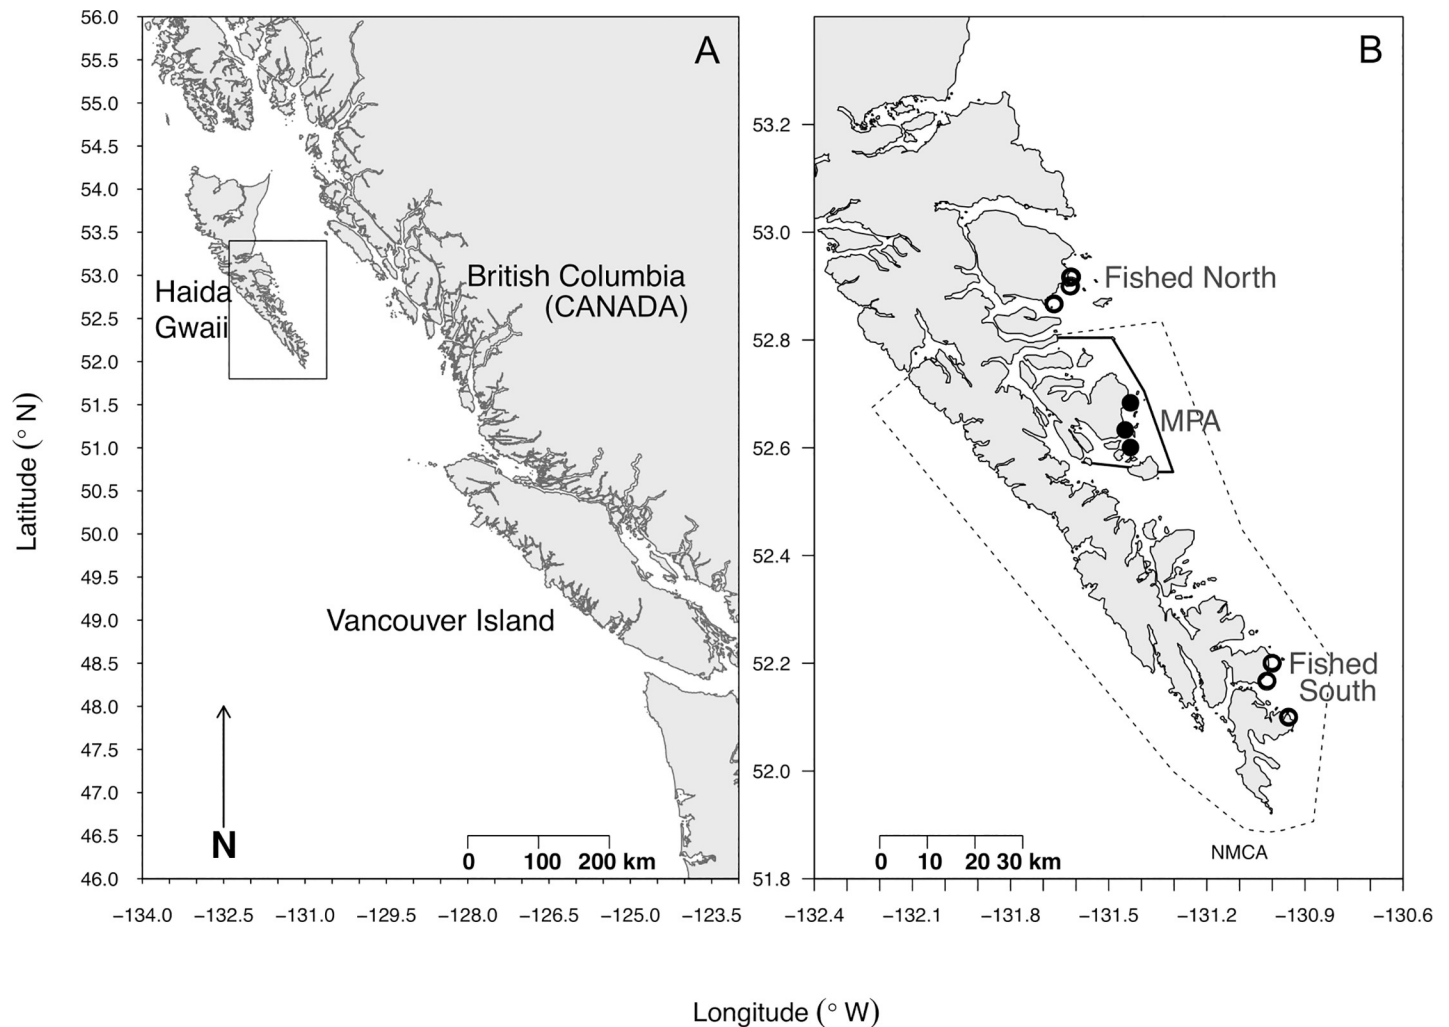 A
56.0
55.5
55.0
54.5
54.0
53.5
53.0
52.5
52.0
51.5
51.0
50.5
50.0
49.5
49.0
48.5
48.0
47.5
47.0
46.5
46.0
Haida
Gwaii
British Columbia
(CANADA)
Vancouver Island
N
0 100 200 km
−134.0 −132.5 −131.0 −129.5 −128.0 −126.5 −125.0 −123.5
B
53.2
53.0
52.8
52.6
52.4
52.2
52.0
51.8
Fished North
MPA
Fished
South
NMCA
0 10 20 30 km
−132.4 −132.1 −131.8 −131.5 −131.2 −130.9 −130.6
Latitude (° N)
Longitude (° W)